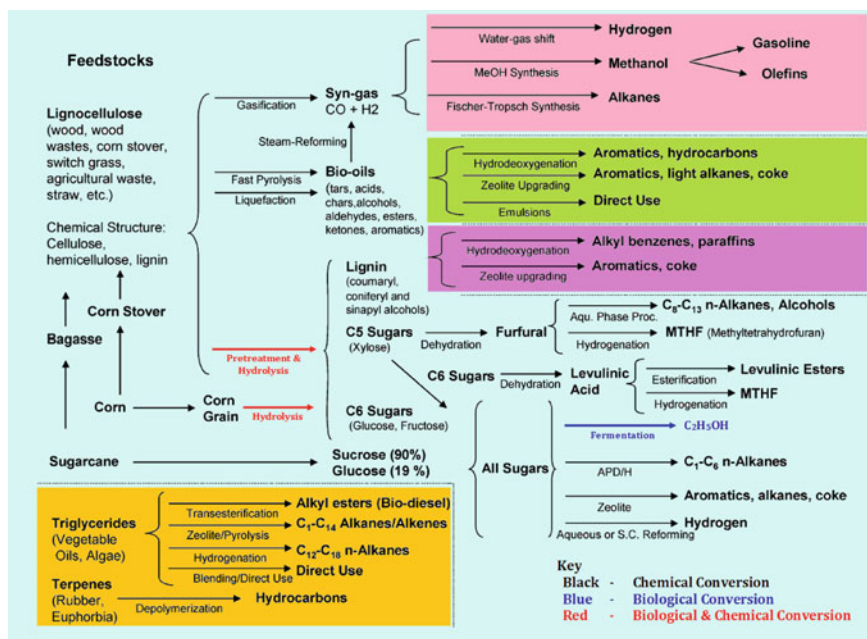 Feedstocks
Lignocellulose
(wood, wood
wastes, corn stover,
switch grass,
agricultural waste,
straw, etc.)
Chemical Structure:
Cellulose,
hemicellulose, lignin
Corn Stover
Bagasse
Corn
Corn
Grain
Sugarcane
Gasification
Syn-gas
CO + H2
Steam-Reforming
Fast Pyrolysis
Liquefaction
Bio-oils
(tars, acids,
chars,alcohols,
aldehydes, esters,
ketones, aromatics)
Pretreatment &
Hydrolysis
Hydrolysis
Lignin
(coumaryl,
coniferyl and
sinapyl alcohols)
C5 Sugars
(Xylose)
C6 Sugars
(Glucose, Fructose)
Sucrose (90%)
Glucose (19 %)
Water-gas shift
Hydrogen
MeOH Synthesis
Methanol
Gasoline
Olefins
Fischer-Tropsch Synthesis
Alkanes
Hydrodeoxygenation
Aromatics, hydrocarbons
Zeolite Upgrading
Aromatics, light alkanes, coke
Emulsions
Direct Use
Hydrodeoxygenation
Alkyl benzenes, paraffins
Zeolite upgrading
Aromatics, coke
Dehydration
Furfural
Aqu. Phase Proc.
C8-C13 n-Alkanes, Alcohols
Hydrogenation
MTHF (Methyltetrahydrofuran)
C6 Sugars
Dehydration
Levulinic
Acid
Esterification
Levulinic Esters
Hydrogenation
MTHF
All Sugars
Fermentation
C2H5OH
APD/H
C1-C6 n-Alkanes
Zeolite
Aromatics, alkanes, coke
Aqueous or S.C. Reforming
Hydrogen
Triglycerides
(Vegetable
Oils, Algae)
Transesterification
Alkyl esters (Bio-diesel)
Zeolite/Pyrolysis
C1-C14 Alkanes/Alkenes
Hydrogenation
C12-C18 n-Alkanes
Blending/Direct Use
Direct Use
Terpenes
(Rubber,
Euphorbia)
Depolymerization
Hydrocarbons
Key
Black - Chemical Conversion
Blue - Biological Conversion
Red - Biological & Chemical Conversion